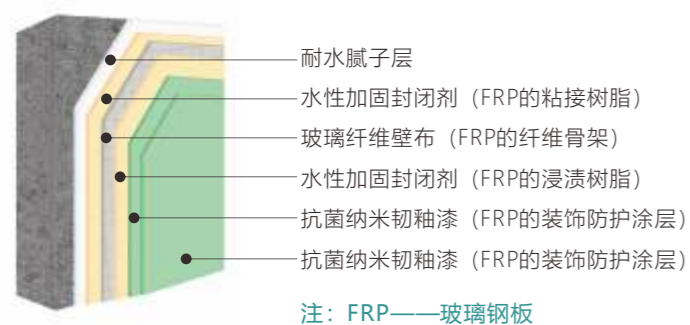 耐水腻子层
水性加固封闭剂（FRP的粘接树脂）
玻璃纤维壁布（FRP的纤维骨架）
水性加固封闭剂（FRP的浸渍树脂）
抗菌纳米韧釉漆（FRP的装饰防护涂层）
抗菌纳米韧釉漆（FRP的装饰防护涂层）
注：FRP——玻璃钢板